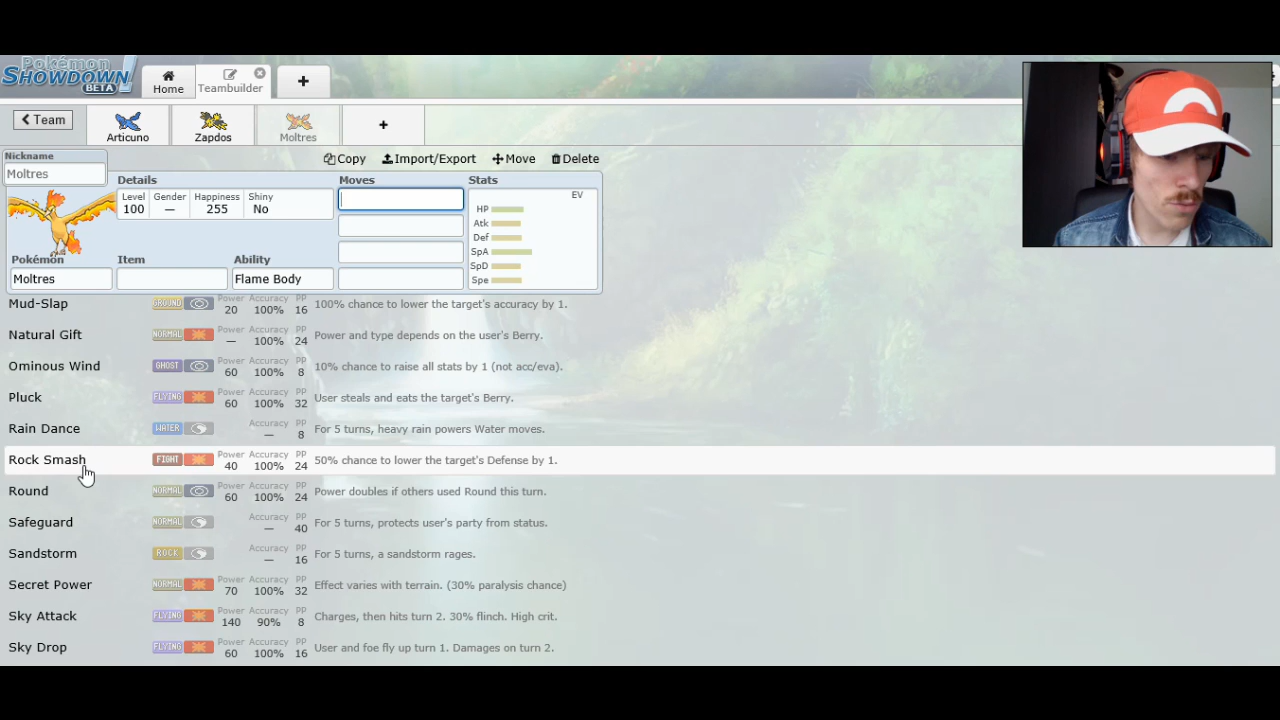 Pokémon
SHOWDOWN!
BETA
Home
Teambuilder
+
< Team
Articuno
Zapdos
Moltres
+
Nickname
Moltres
Copy
Import/Export
Move
Delete
Details
Level
100
Gender
—
Happiness
255
Shiny
No
Moves
Stats
EV
HP
Atk
Def
SpA
SpD
Spe
Pokémon
Moltres
Item
Ability
Flame Body
Mud-Slap GROUND Power 20 Accuracy 100% PP 16 100% chance to lower the target's accuracy by 1.
Natural Gift NORMAL Power — Accuracy 100% PP 24 Power and type depends on the user's Berry.
Ominous Wind GHOST Power 60 Accuracy 100% PP 8 10% chance to raise all stats by 1 (not acc/eva).
Pluck FLYING Power 60 Accuracy 100% PP 32 User steals and eats the target's Berry.
Rain Dance WATER Accuracy — PP 8 For 5 turns, heavy rain powers Water moves.
Rock Smash FIGHT Power 40 Accuracy 100% PP 24 50% chance to lower the target's Defense by 1.
Round NORMAL Power 60 Accuracy 100% PP 24 Power doubles if others used Round this turn.
Safeguard NORMAL Accuracy — PP 40 For 5 turns, protects user's party from status.
Sandstorm ROCK Accuracy — PP 16 For 5 turns, a sandstorm rages.
Secret Power NORMAL Power 70 Accuracy 100% PP 32 Effect varies with terrain. (30% paralysis chance)
Sky Attack FLYING Power 140 Accuracy 90% PP 8 Charges, then hits turn 2. 30% flinch. High crit.
Sky Drop FLYING Power 60 Accuracy 100% PP 16 User and foe fly up turn 1. Damages on turn 2.